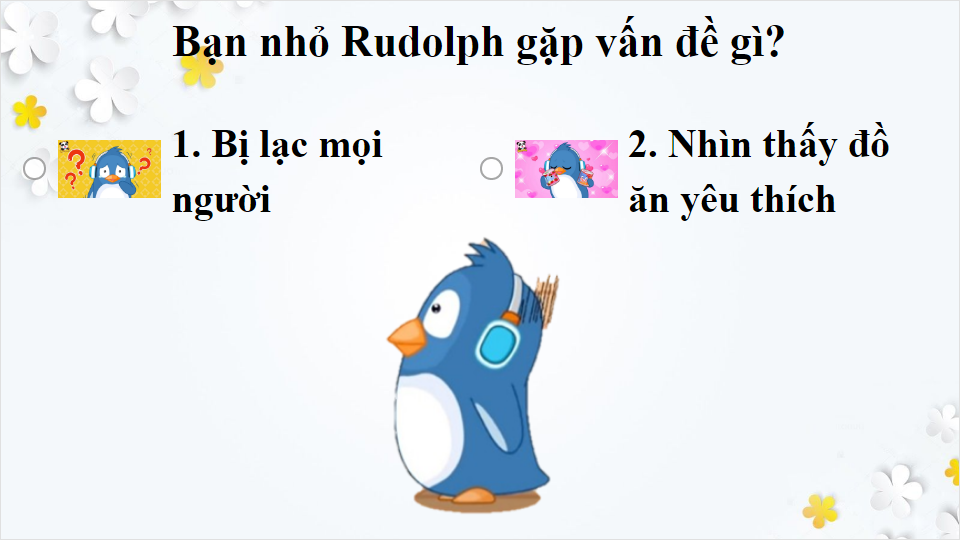 Bạn nhỏ Rudolph gặp vấn đề gì?
1. Bị lạc mọi
người
2. Nhìn thấy đồ
ăn yêu thích